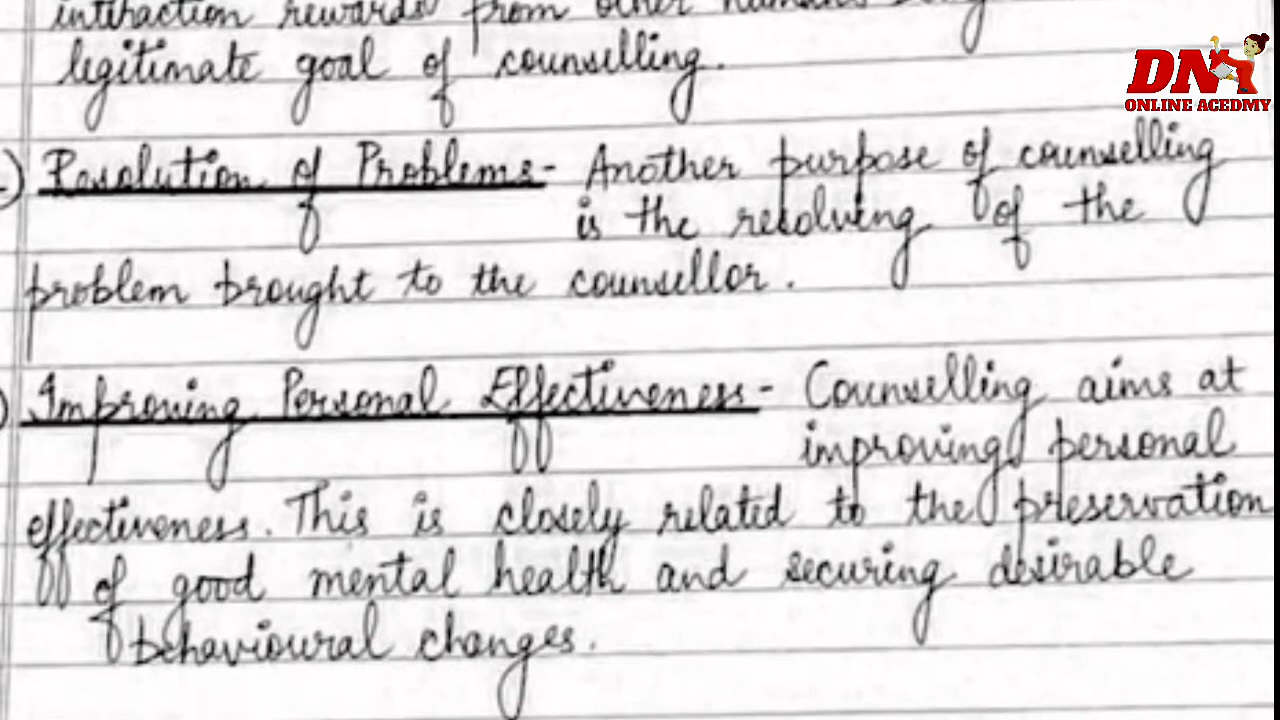 interaction rewards from other humans
legitimate goal of counselling.
) Resolution of Problems- Another purpose of counselling
is the resolving of the
problem brought to the counsellor.
) Improving Personal Effectiveness- Counselling aims at
improving personal
effectiveness. This is closely related to the preservation
of good mental health and securing desirable
behavioural changes.
DNA
ONLINE ACEDMY